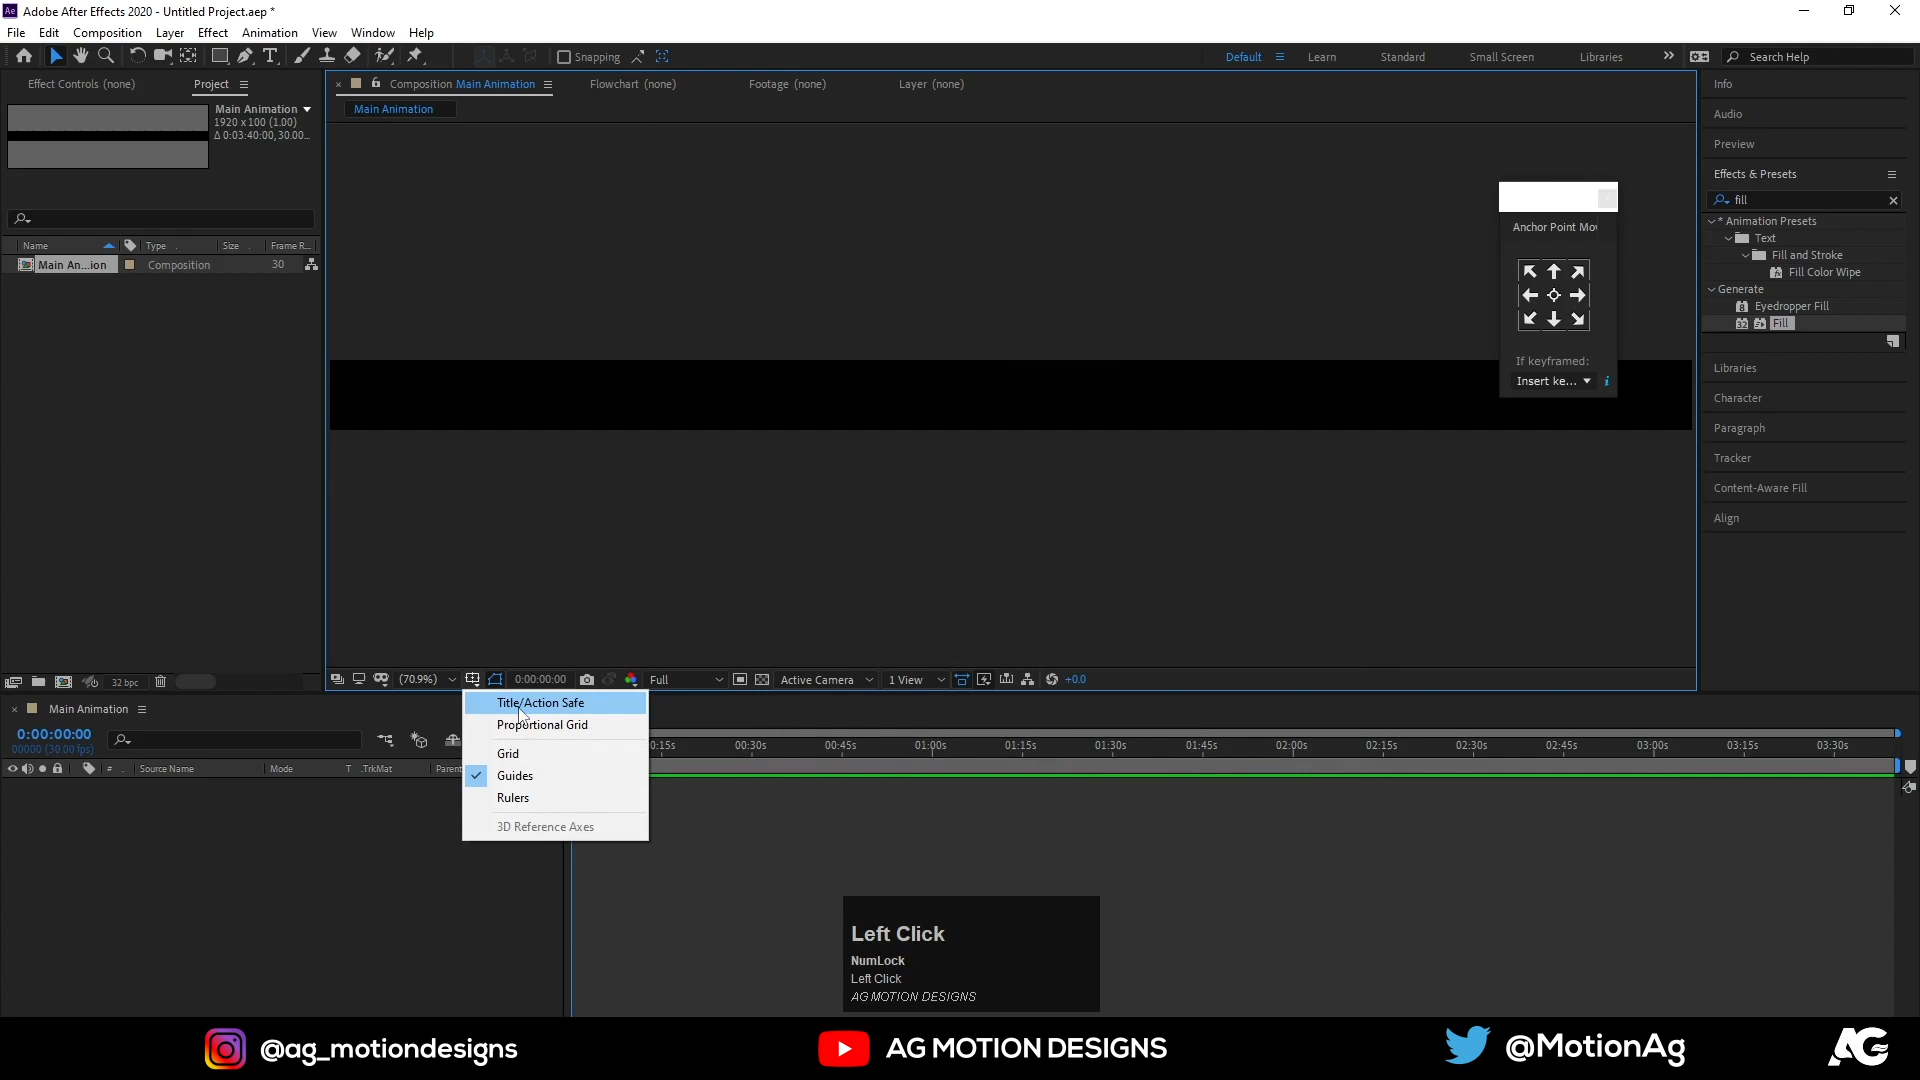 Ae Adobe After Effects 2020 - Untitled Project.aep *
File Edit Composition Layer Effect Animation View Window Help
Snapping Default Learn Standard Small Screen Libraries Search Help
Effect Controls (none) Project
Main Animation
1920 x 100 (1.00)
Δ 0:03:40:00, 30.00...
Name Type Size Frame R...
Main An...ion Composition 30
32 bpc
Composition Main Animation Flowchart (none) Footage (none) Layer (none)
Main Animation
Anchor Point Mov
If keyframed:
Insert ke... i
(70.9%) 0:00:00:00 Full Active Camera 1 View +0.0
Info
Audio
Preview
Effects & Presets
fill
* Animation Presets
Text
Fill and Stroke
Fill Color Wipe
Generate
Eyedropper Fill
Fill
Libraries
Character
Paragraph
Tracker
Content-Aware Fill
Align
Main Animation
0:00:00:00
00000 (30.00 fps)
# Source Name Mode T .TrkMat Parent
0:15s 00:30s 00:45s 01:00s 01:15s 01:30s 01:45s 02:00s 02:15s 02:30s 02:45s 03:00s 03:15s 03:30s
Title/Action Safe
Proportional Grid
Grid
Guides
Rulers
3D Reference Axes
Left Click
NumLock
Left Click
AG MOTION DESIGNS
@ag_motiondesigns AG MOTION DESIGNS @MotionAg AG